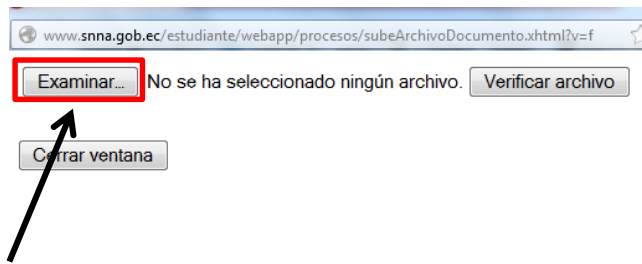 www.snna.gob.ec/estudiante/webapp/procesos/subeArchivoDocumento.xhtml?v=f
Examinar... No se ha seleccionado ningún archivo. Verificar archivo
Cerrar ventana